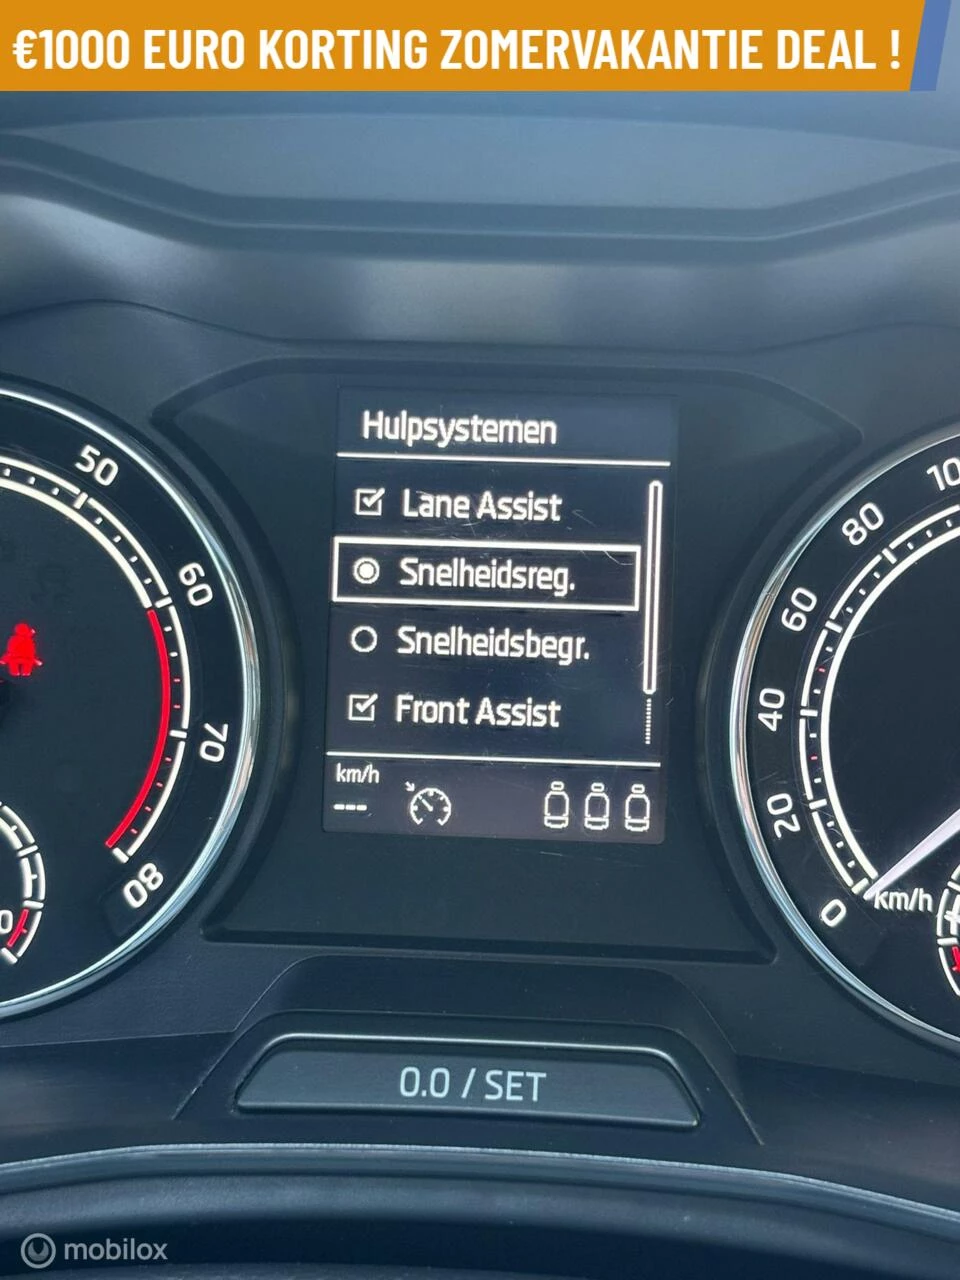 €1000 EURO KORTING ZOMERVAKANTIE DEAL !
Hulpsystemen
Lane Assist
Snelheidsreg.
Snelheidsbegr.
Front Assist
km/h
---
50
60
70
80
100
80
60
40
20
0
km/h
0.0 / SET
mobilox